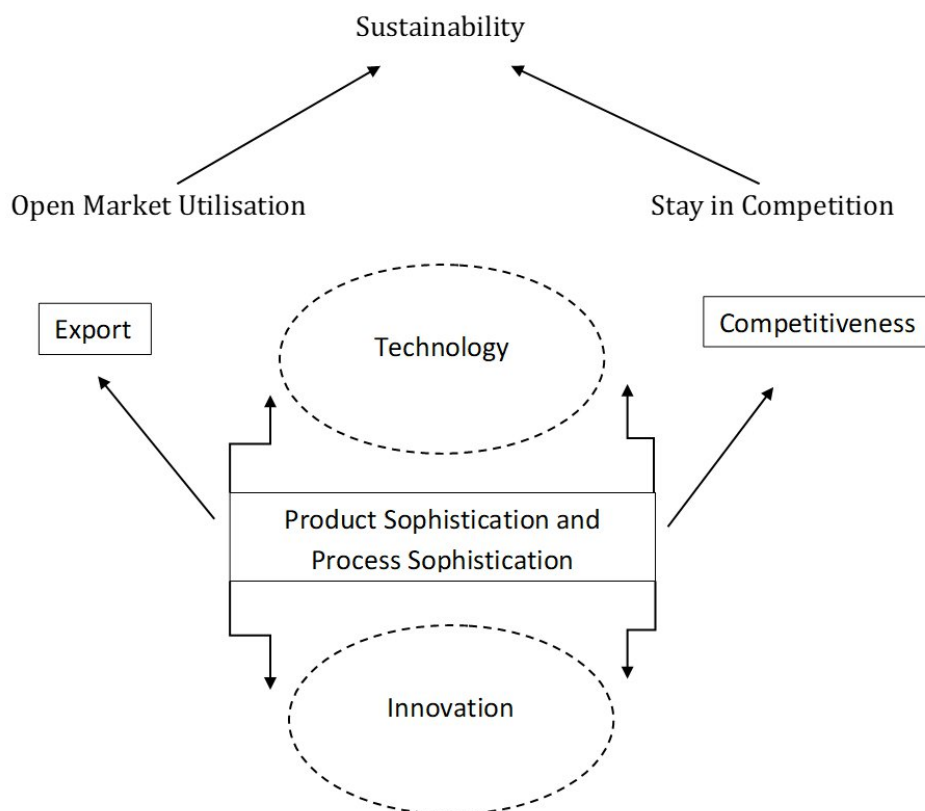 Sustainability
Open Market Utilisation
Stay in Competition
Export
Technology
Competitiveness
Product Sophistication and
Process Sophistication
Innovation